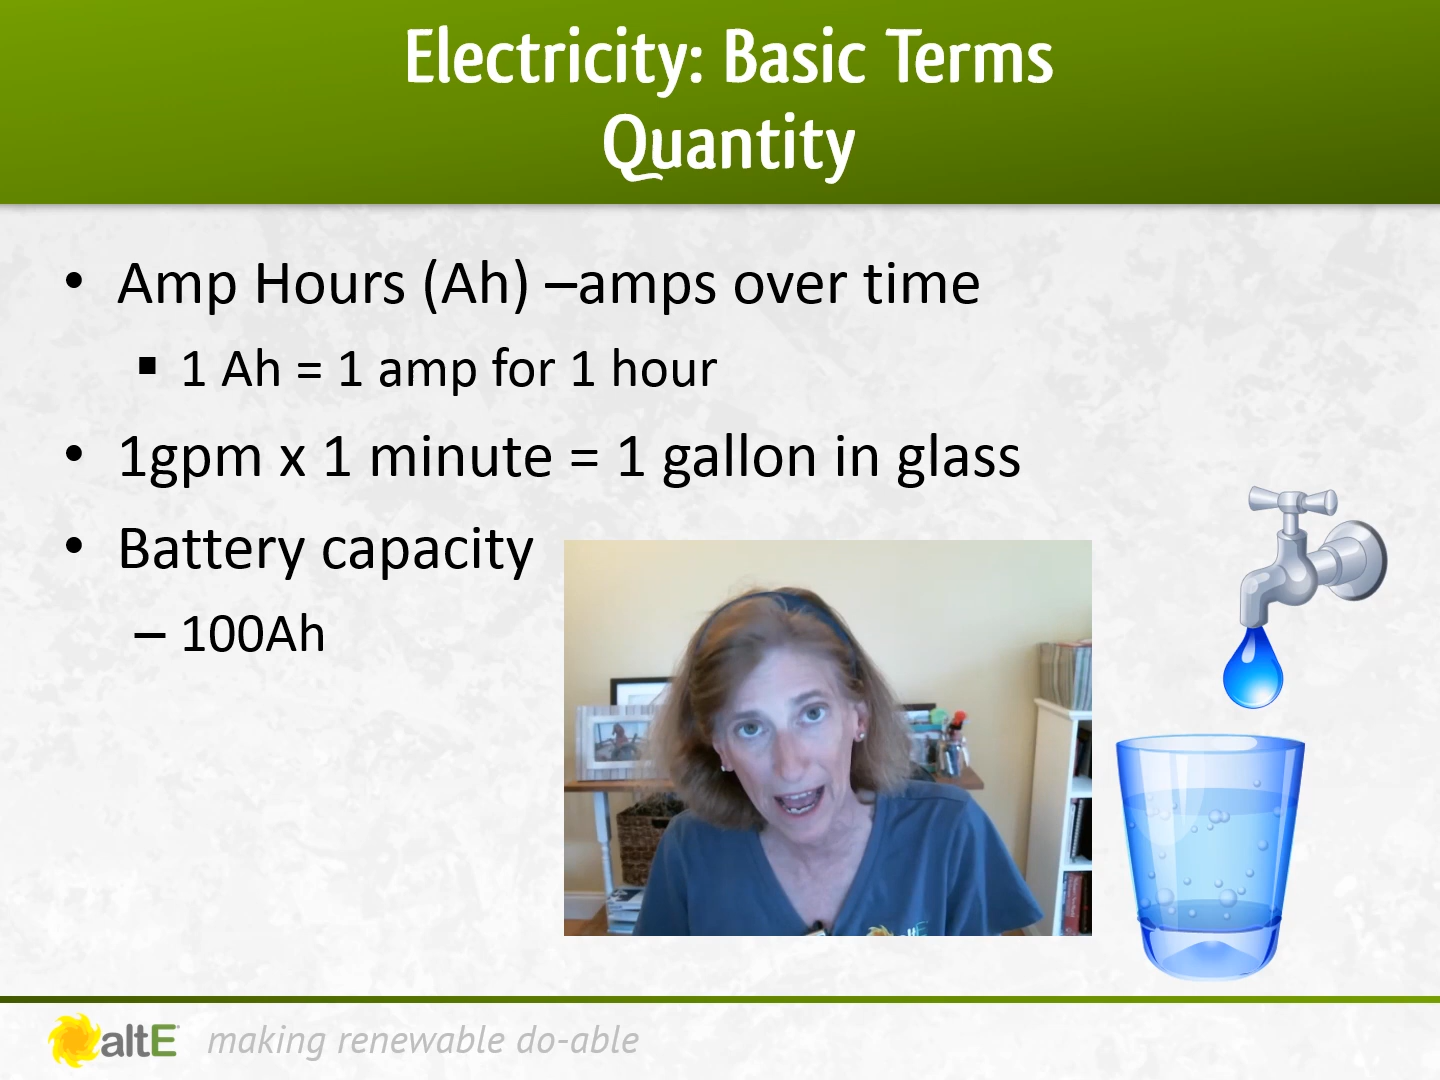 Electricity: Basic Terms
Quantity
• Amp Hours (Ah) –amps over time
▪ 1 Ah = 1 amp for 1 hour
• 1gpm x 1 minute = 1 gallon in glass
• Battery capacity
– 100Ah
altE
altE making renewable do-able